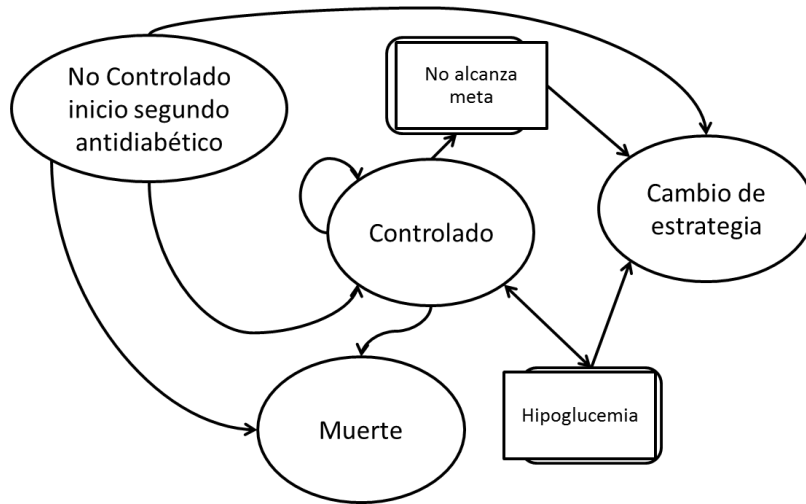 No Controlado
inicio segundo
antidiabético
No alcanza
meta
Cambio de
estrategia
Controlado
Hipoglucemia
Muerte